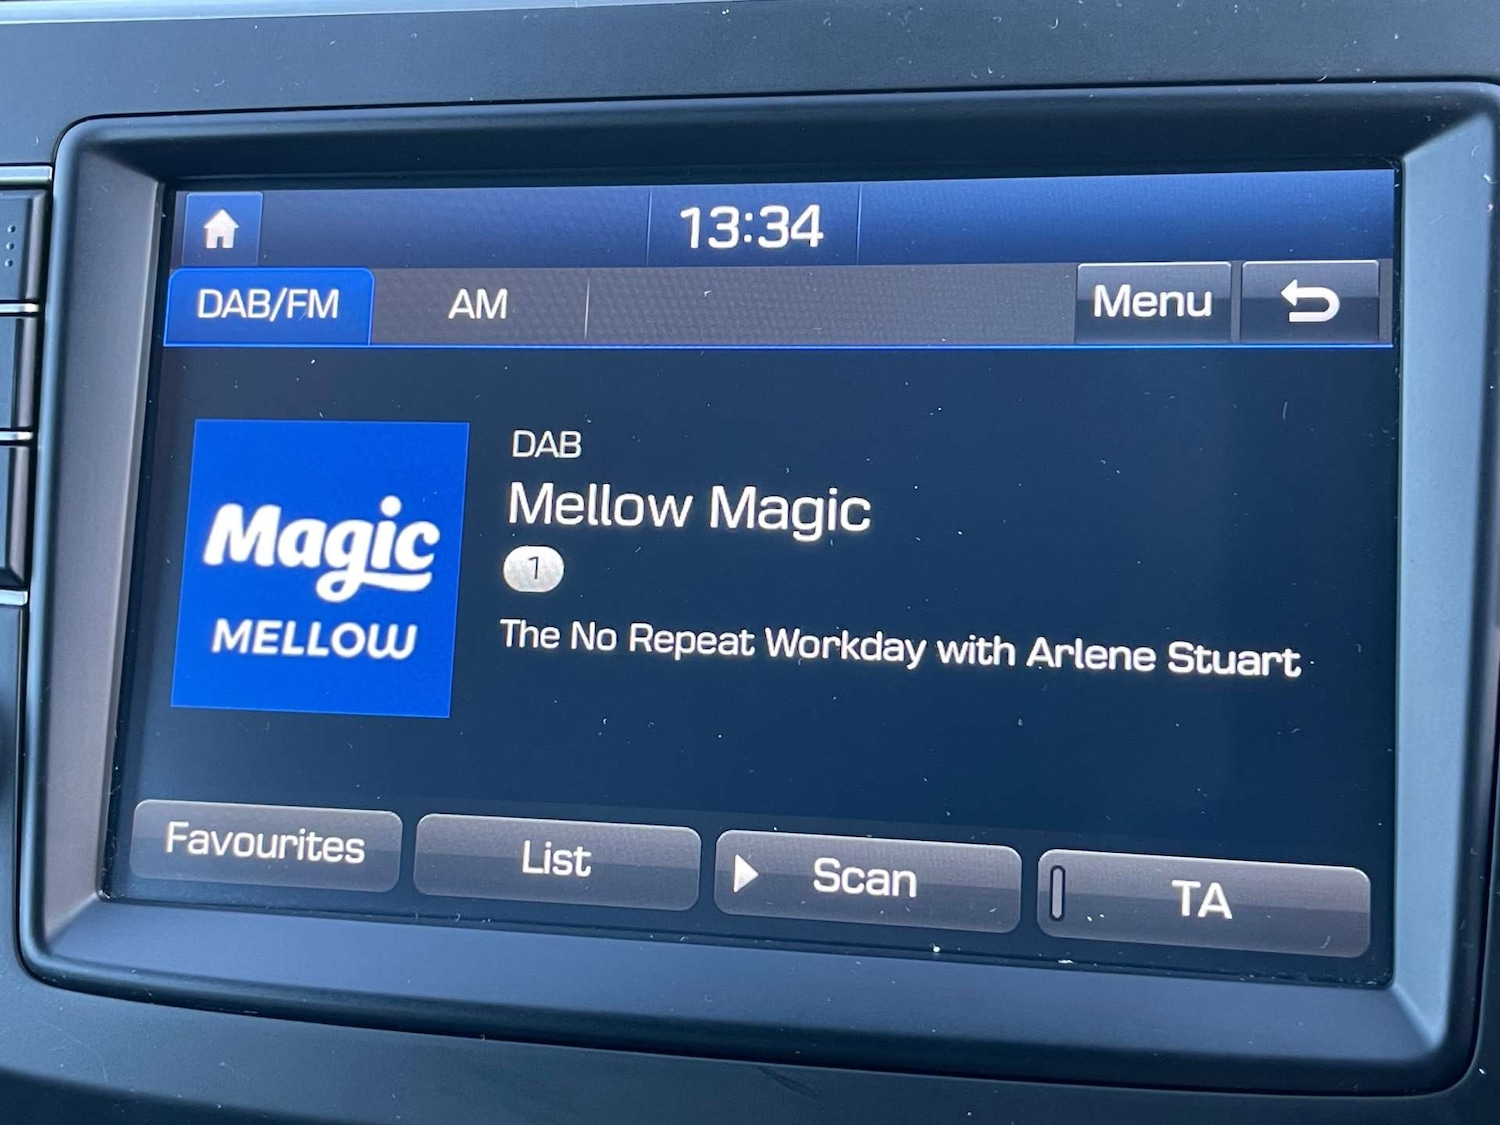 13:34
DAB/FM AM Menu
Magic
MELLOW
DAB
Mellow Magic
1
The No Repeat Workday with Arlene Stuart
Favourites List Scan TA